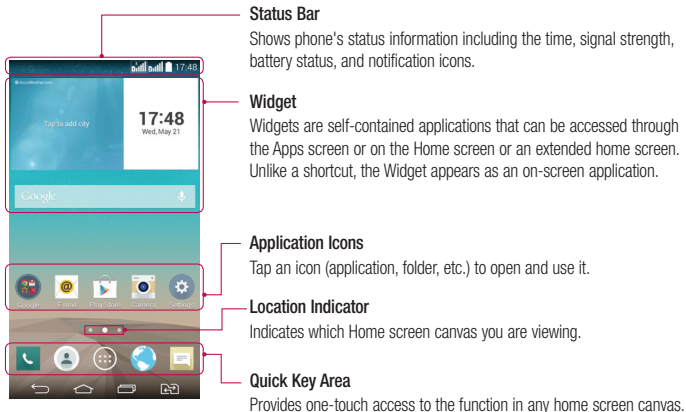 Status Bar
Shows phone's status information including the time, signal strength,
battery status, and notification icons.
Widget
Widgets are self-contained applications that can be accessed through
the Apps screen or on the Home screen or an extended home screen.
Unlike a shortcut, the Widget appears as an on-screen application.
Application Icons
Tap an icon (application, folder, etc.) to open and use it.
Location Indicator
Indicates which Home screen canvas you are viewing.
Quick Key Area
Provides one-touch access to the function in any home screen canvas.
17:48
AccuWeather.com
Tap to add city
17:48
Wed, May 21
Google
Google
Email
Play Store
Camera
Settings